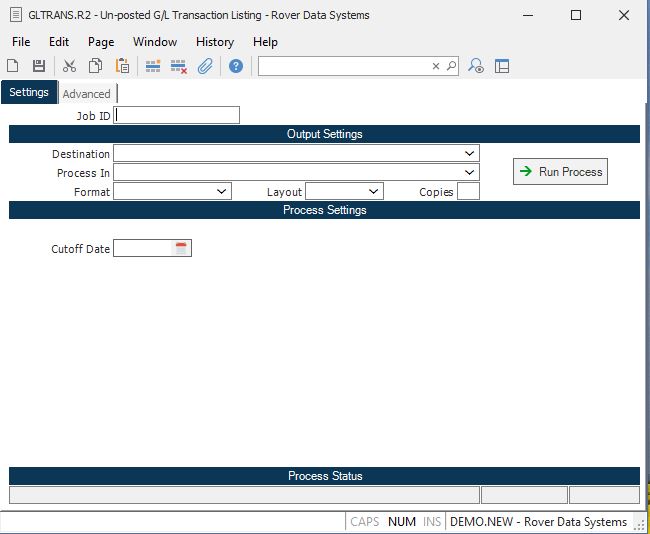 GLTRANS.R2 - Un-posted G/L Transaction Listing - Rover Data Systems
File Edit Page Window History Help
Settings Advanced
Job ID
Output Settings
Destination
Process In
Run Process
Format Layout Copies
Process Settings
Cutoff Date
Process Status
CAPS NUM INS DEMO.NEW - Rover Data Systems